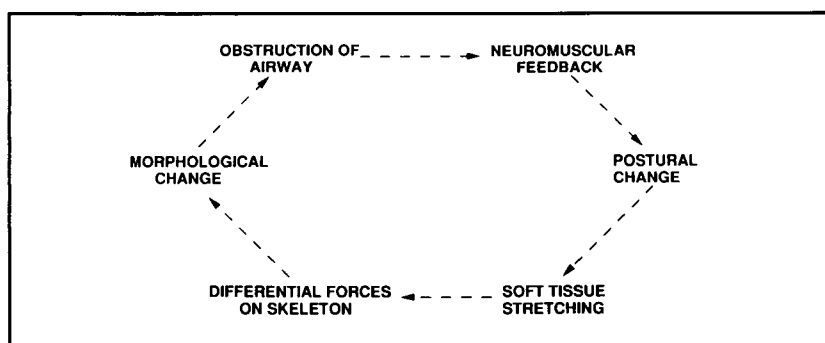 OBSTRUCTION OF
AIRWAY
NEUROMUSCULAR
FEEDBACK
POSTURAL
CHANGE
SOFT TISSUE
STRETCHING
DIFFERENTIAL FORCES
ON SKELETON
MORPHOLOGICAL
CHANGE